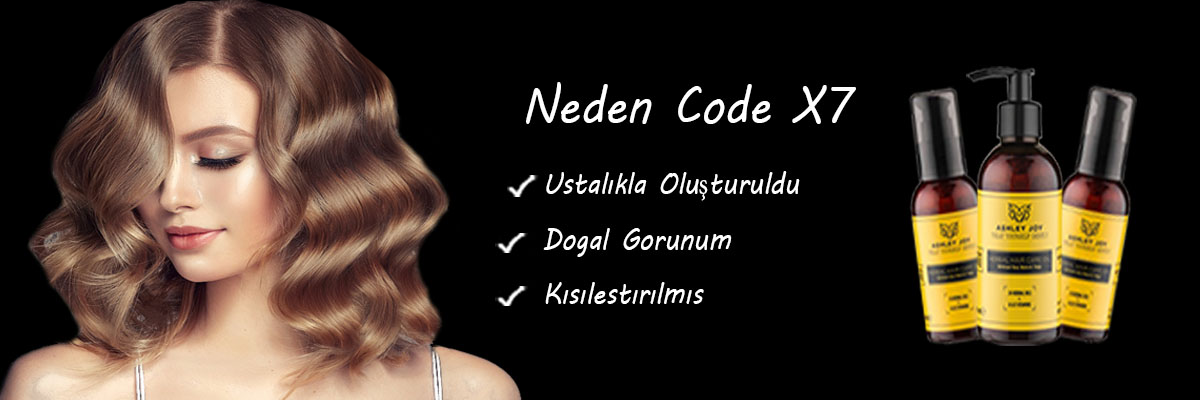 Neden Code X7
Ustalıkla Oluşturuldu
Dogal Gorunum
Kısılestırılmıs
ASHLEY JOY
ASHLEY JOY
ASHLEY JOY